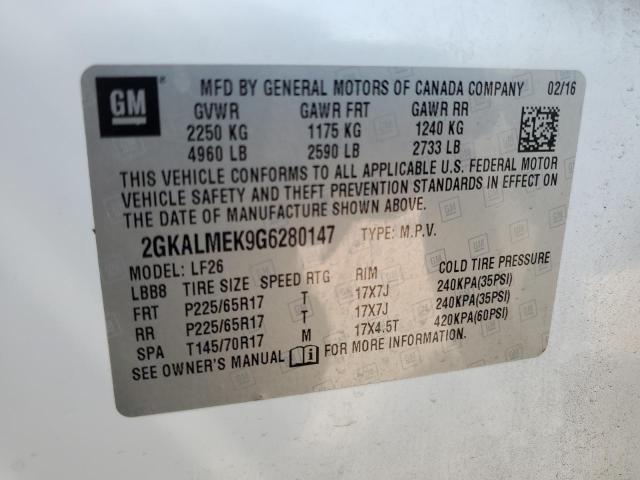 GM
MFD BY GENERAL MOTORS OF CANADA COMPANY 02/16
GVWR GAWR FRT GAWR RR
2250 KG 1175 KG 1240 KG
4960 LB 2590 LB 2733 LB
THIS VEHICLE CONFORMS TO ALL APPLICABLE U.S. FEDERAL MOTOR
VEHICLE SAFETY AND THEFT PREVENTION STANDARDS IN EFFECT ON
THE DATE OF MANUFACTURE SHOWN ABOVE.
2GKALMEK9G6280147 TYPE: M.P.V.
MODEL: LF26
LBB8 TIRE SIZE SPEED RTG RIM COLD TIRE PRESSURE
FRT P225/65R17 T 17X7J 240KPA(35PSI)
RR P225/65R17 T 17X7J 240KPA(35PSI)
SPA T145/70R17 M 17X4.5T 420KPA(60PSI)
SEE OWNER'S MANUAL FOR MORE INFORMATION.